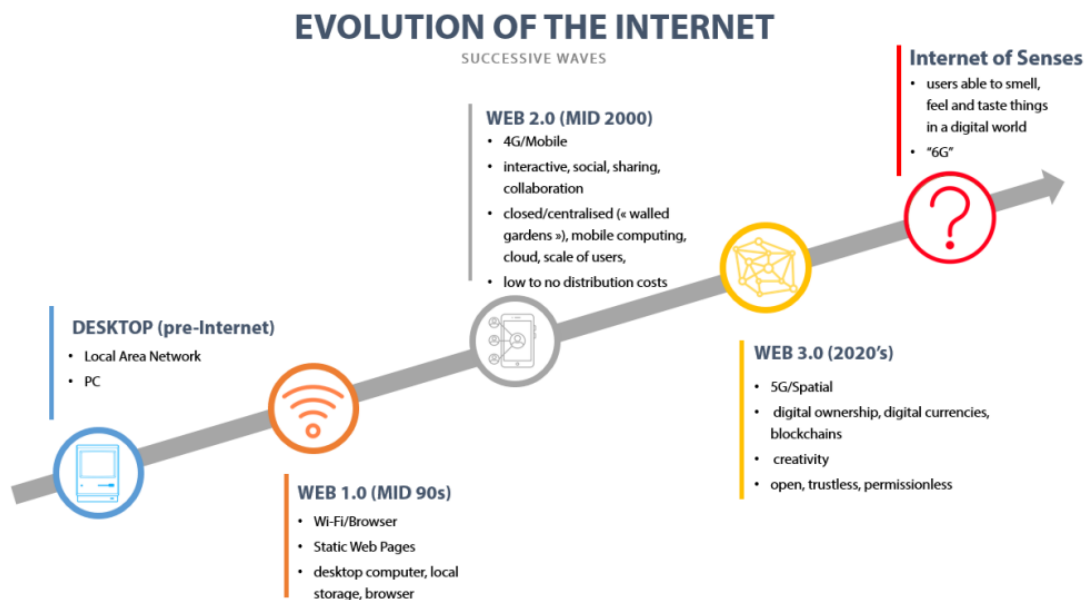 EVOLUTION OF THE INTERNET
SUCCESSIVE WAVES
DESKTOP (pre-Internet)
• Local Area Network
• PC
WEB 1.0 (MID 90s)
• Wi-Fi/Browser
• Static Web Pages
• desktop computer, local
storage, browser
WEB 2.0 (MID 2000)
• 4G/Mobile
• interactive, social, sharing,
collaboration
• closed/centralised (« walled
gardens »), mobile computing,
cloud, scale of users,
• low to no distribution costs
WEB 3.0 (2020’s)
• 5G/Spatial
• digital ownership, digital currencies,
blockchains
• creativity
• open, trustless, permissionless
Internet of Senses
• users able to smell,
feel and taste things
in a digital world
• “6G”
?